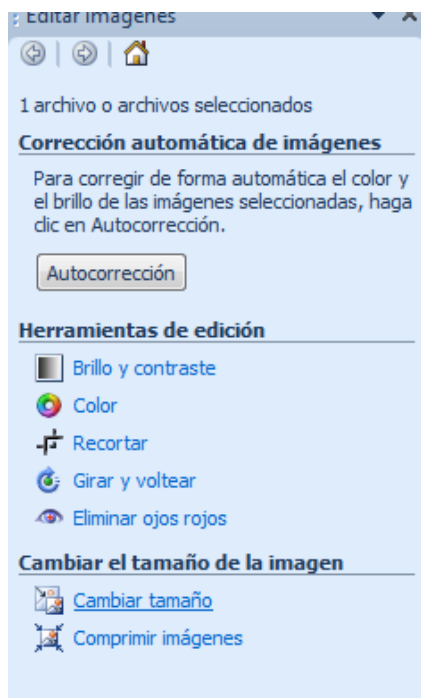 Editar imágenes
1 archivo o archivos seleccionados
Corrección automática de imágenes
Para corregir de forma automática el color y
el brillo de las imágenes seleccionadas, haga
clic en Autocorrección.
Autocorrección
Herramientas de edición
Brillo y contraste
Color
Recortar
Girar y voltear
Eliminar ojos rojos
Cambiar el tamaño de la imagen
Cambiar tamaño
Comprimir imágenes